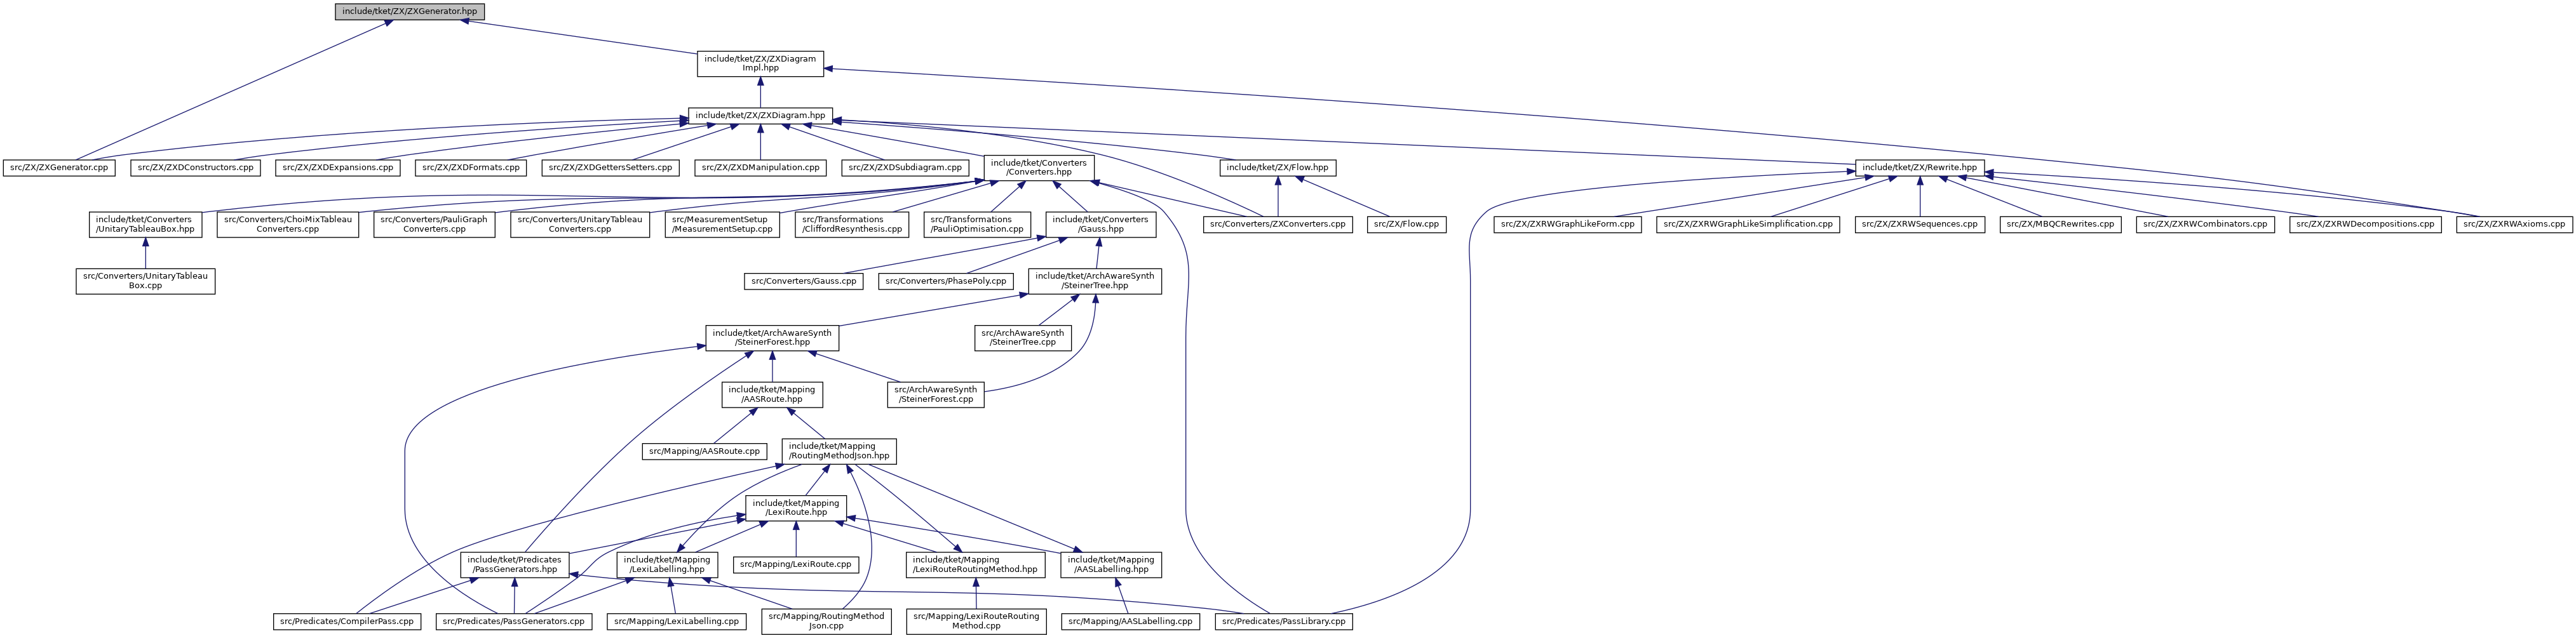 include/tket/ZX/ZXGenerator.hpp
include/tket/ZX/ZXDiagram
Impl.hpp
include/tket/ZX/ZXDiagram.hpp
src/ZX/ZXGenerator.cpp
src/ZX/ZXDConstructors.cpp
src/ZX/ZXDExpansions.cpp
src/ZX/ZXDFormats.cpp
src/ZX/ZXDGettersSetters.cpp
src/ZX/ZXDManipulation.cpp
src/ZX/ZXDSubdiagram.cpp
include/tket/Converters
/Converters.hpp
include/tket/ZX/Flow.hpp
include/tket/ZX/Rewrite.hpp
include/tket/Converters
/UnitaryTableauBox.hpp
src/Converters/ChoiMixTableau
Converters.cpp
src/Converters/PauliGraph
Converters.cpp
src/Converters/UnitaryTableau
Converters.cpp
src/MeasurementSetup
/MeasurementSetup.cpp
src/Transformations
/CliffordResynthesis.cpp
src/Transformations
/PauliOptimisation.cpp
include/tket/Converters
/Gauss.hpp
src/Converters/ZXConverters.cpp
src/ZX/Flow.cpp
src/ZX/ZXRWGraphLikeForm.cpp
src/ZX/ZXRWGraphLikeSimplification.cpp
src/ZX/ZXRWSequences.cpp
src/ZX/MBQCRewrites.cpp
src/ZX/ZXRWCombinators.cpp
src/ZX/ZXRWDecompositions.cpp
src/ZX/ZXRWAxioms.cpp
src/Converters/UnitaryTableau
Box.cpp
src/Converters/Gauss.cpp
src/Converters/PhasePoly.cpp
include/tket/ArchAwareSynth
/SteinerTree.hpp
include/tket/ArchAwareSynth
/SteinerForest.hpp
src/ArchAwareSynth
/SteinerTree.cpp
include/tket/Mapping
/AASRoute.hpp
src/ArchAwareSynth
/SteinerForest.cpp
src/Mapping/AASRoute.cpp
include/tket/Mapping
/RoutingMethodJson.hpp
include/tket/Mapping
/LexiRoute.hpp
include/tket/Predicates
/PassGenerators.hpp
include/tket/Mapping
/LexiLabelling.hpp
src/Mapping/LexiRoute.cpp
include/tket/Mapping
/LexiRouteRoutingMethod.hpp
include/tket/Mapping
/AASLabelling.hpp
src/Predicates/CompilerPass.cpp
src/Predicates/PassGenerators.cpp
src/Mapping/LexiLabelling.cpp
src/Mapping/RoutingMethod
Json.cpp
src/Mapping/LexiRouteRouting
Method.cpp
src/Mapping/AASLabelling.cpp
src/Predicates/PassLibrary.cpp